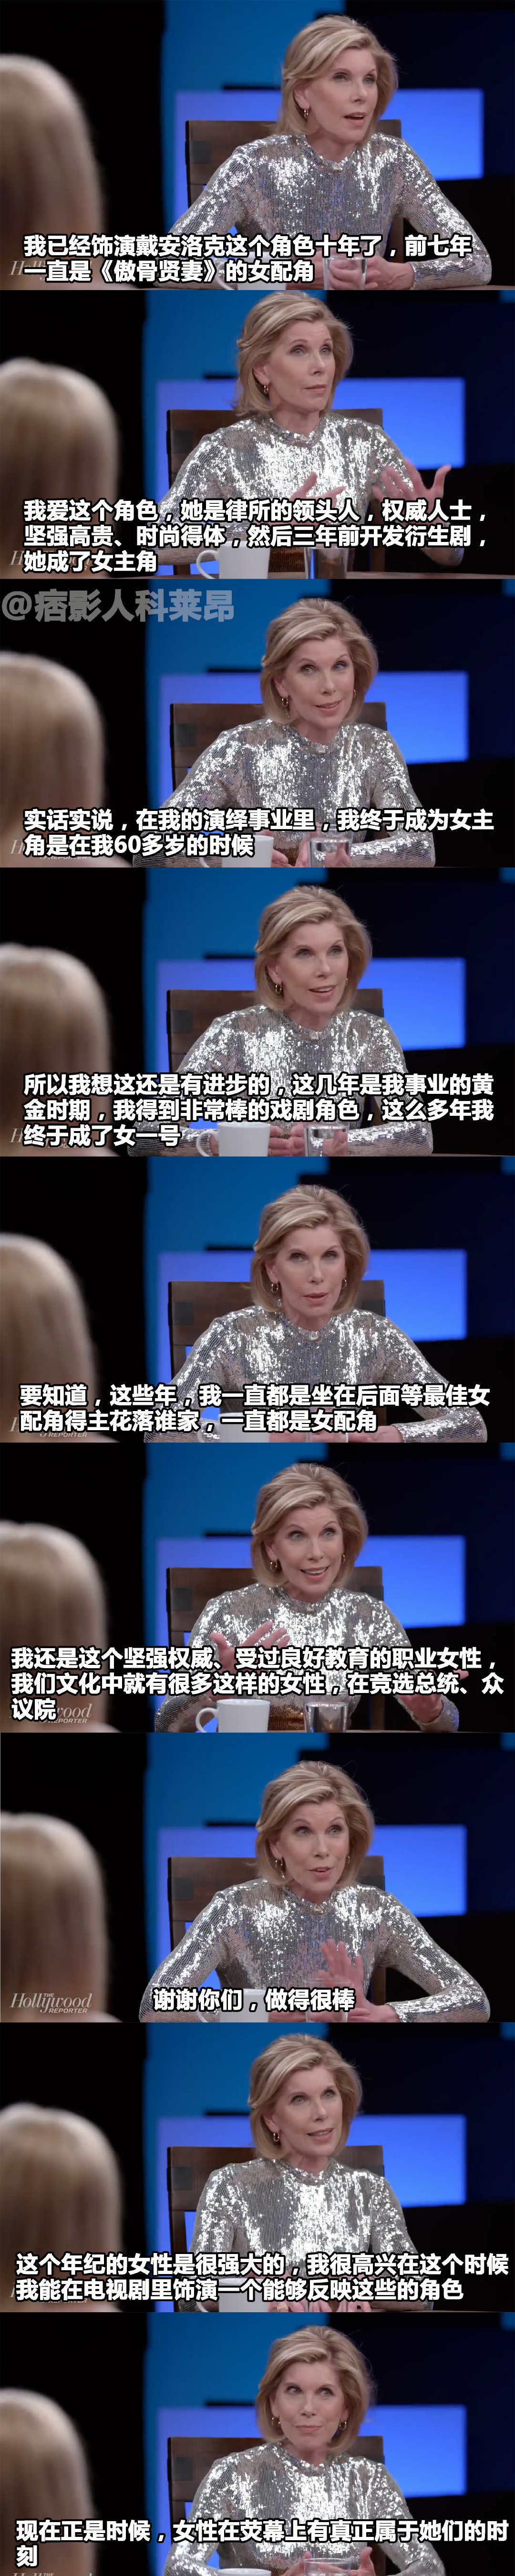 我已经饰演戴安洛克这个角色十年了，前七年
一直是《傲骨贤妻》的女配角
我爱这个角色，她是律所的领头人，权威人士，
坚强高贵、时尚得体，然后三年前开发衍生剧，
她成了女主角
@痞影人科莱昂
实话实说，在我的演绎事业里，我终于成为女主
角是在我60多岁的时候
所以我想这还是有进步的，这几年是我事业的黄
金时期，我得到非常棒的戏剧角色，这么多年我
终于成了女一号
要知道，这些年，我一直都是坐在后面等最佳女
配角得主花落谁家，一直都是女配角
REPORTER
我还是这个坚强权威、受过良好教育的职业女性，
我们文化中就有很多这样的女性，在竞选总统、众
议院
REPORTER
谢谢你们，做得很棒
THE
Hollywood
REPORTER
这个年纪的女性是很强大的，我很高兴在这个时候
我能在电视剧里饰演一个能够反映这些的角色
现在正是时候，女性在荧幕上有真正属于她们的时
刻